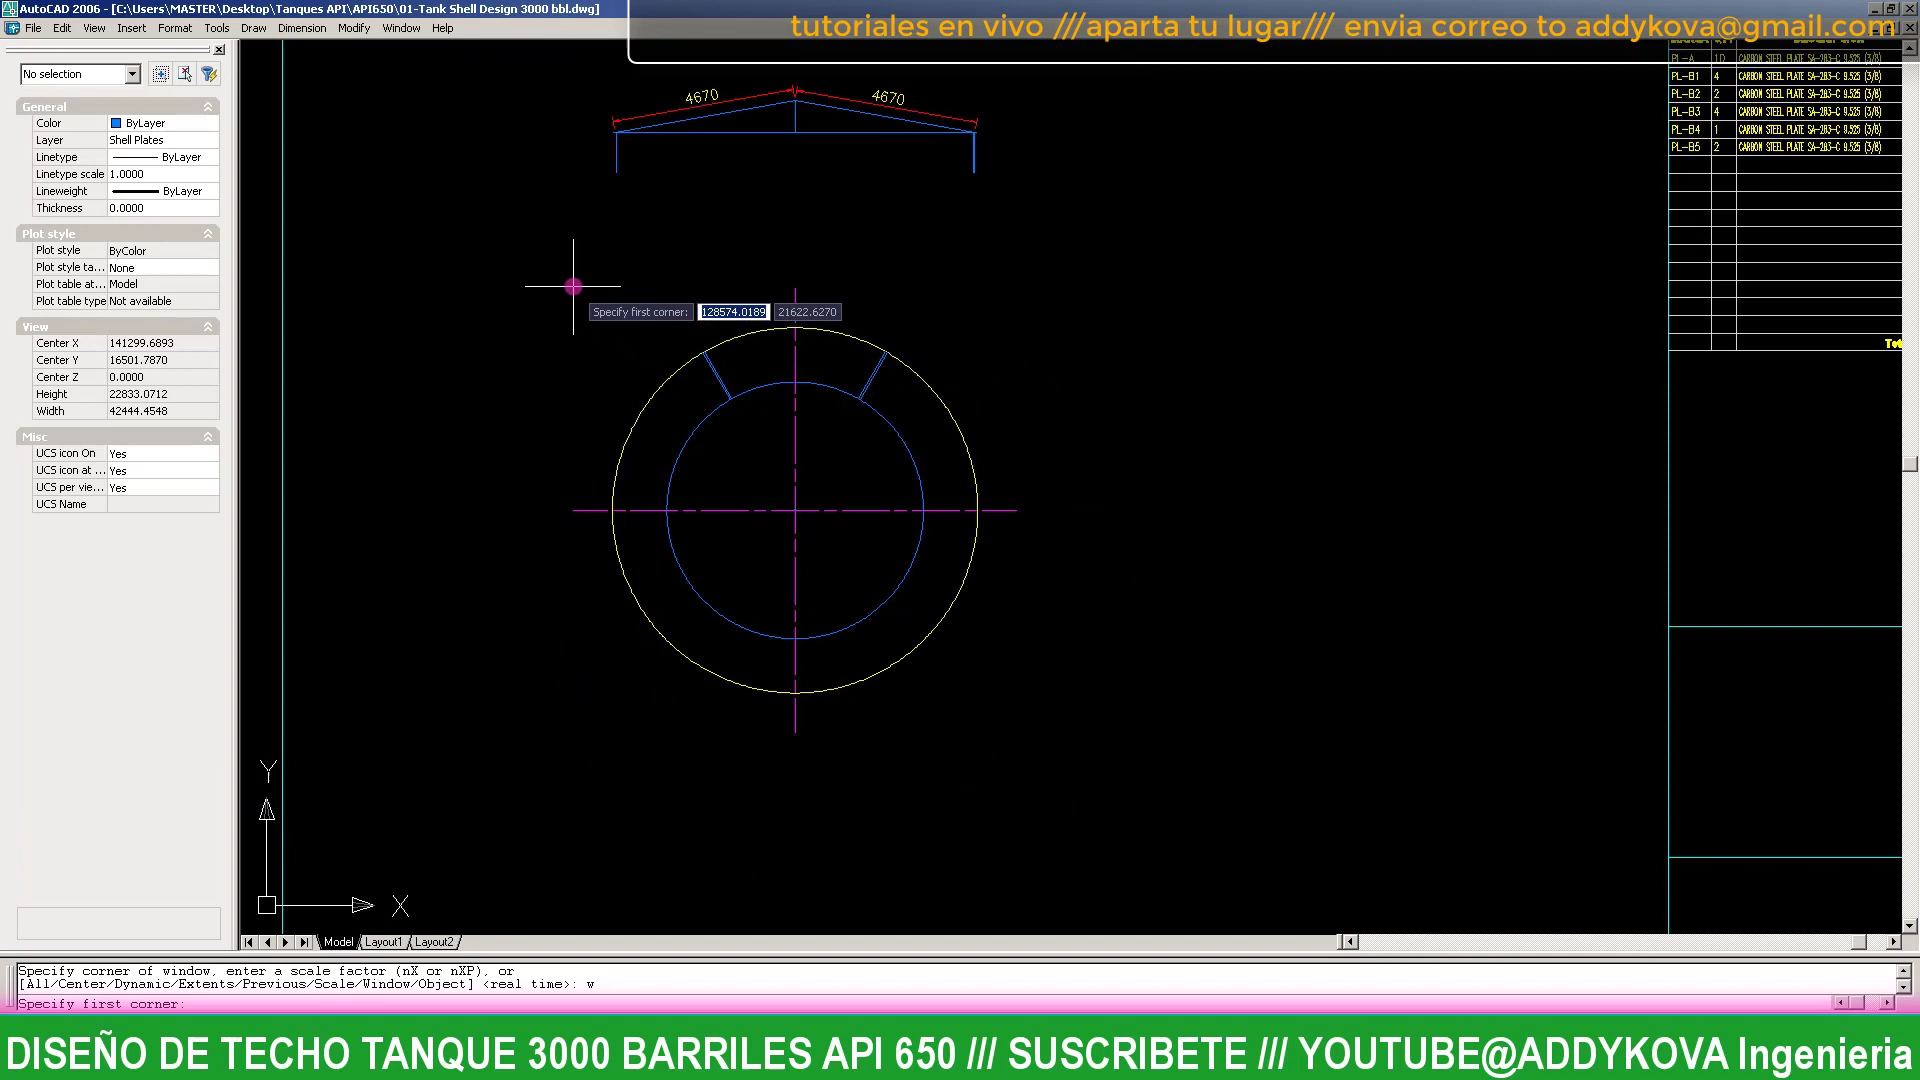 AutoCAD 2006 - [C:\Users\MASTER\Desktop\Tanques API\API650\01-Tank Shell Design 3000 bbl.dwg]
tutoriales en vivo ///aparta tu lugar/// envia correo to addykova@gmail.com
File Edit View Insert Format Tools Draw Dimension Modify Window Help
No selection
General
Color ByLayer
Layer Shell Plates
Linetype ByLayer
Linetype scale 1.0000
Lineweight ByLayer
Thickness 0.0000
Plot style
Plot style ByColor
Plot style ta... None
Plot table at... Model
Plot table type Not available
View
Center X 141299.6893
Center Y 16501.7870
Center Z 0.0000
Height 22833.0712
Width 42444.4548
Misc
UCS icon On Yes
UCS icon at ... Yes
UCS per vie... Yes
UCS Name
4670 4670
Specify first corner: 128574.0189 21622.6270
PL-A 10 CARBON STEEL PLATE SA-283-C 9.525 (3/8)
PL-B1 4 CARBON STEEL PLATE SA-283-C 9.525 (3/8)
PL-B2 2 CARBON STEEL PLATE SA-283-C 9.525 (3/8)
PL-B3 4 CARBON STEEL PLATE SA-283-C 9.525 (3/8)
PL-B4 1 CARBON STEEL PLATE SA-283-C 9.525 (3/8)
PL-B5 2 CARBON STEEL PLATE SA-283-C 9.525 (3/8)
Y
X
Model Layout1 Layout2
Specify corner of window, enter a scale factor (nX or nXP), or
[All/Center/Dynamic/Extents/Previous/Scale/Window/Object] <real time>: w
Specify first corner:
DISEÑO DE TECHO TANQUE 3000 BARRILES API 650 /// SUSCRIBETE /// YOUTUBE@ADDYKOVA Ingenieria